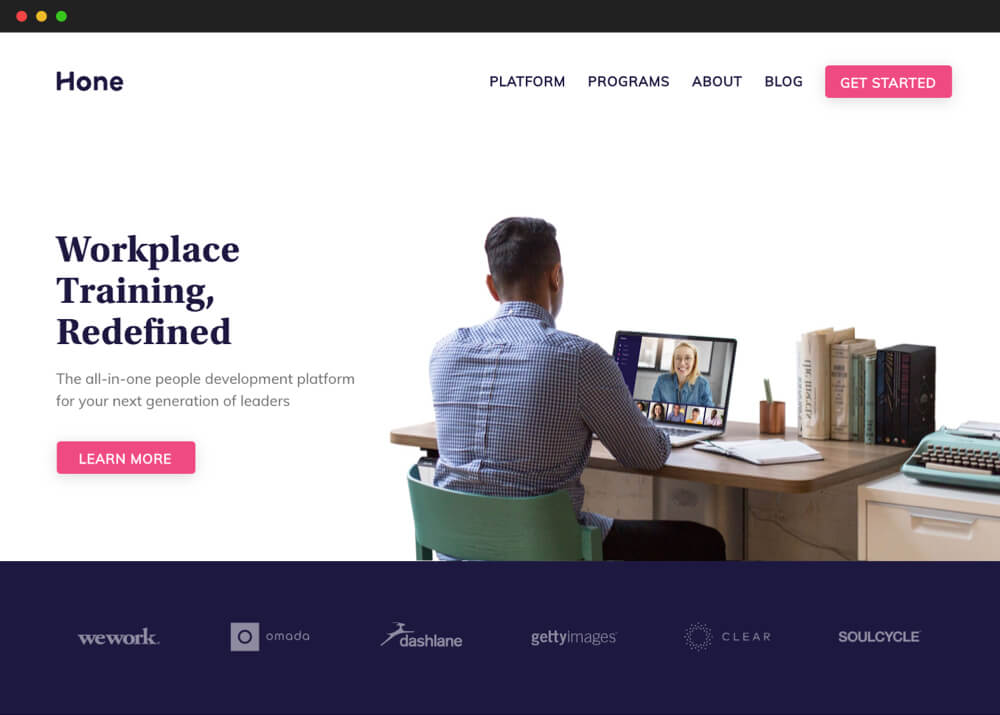 Hone
PLATFORM PROGRAMS ABOUT BLOG GET STARTED
Workplace
Training,
Redefined
The all-in-one people development platform
for your next generation of leaders
LEARN MORE
wework.
omada
dashlane
gettyimages
CLEAR
SOULCYCLE